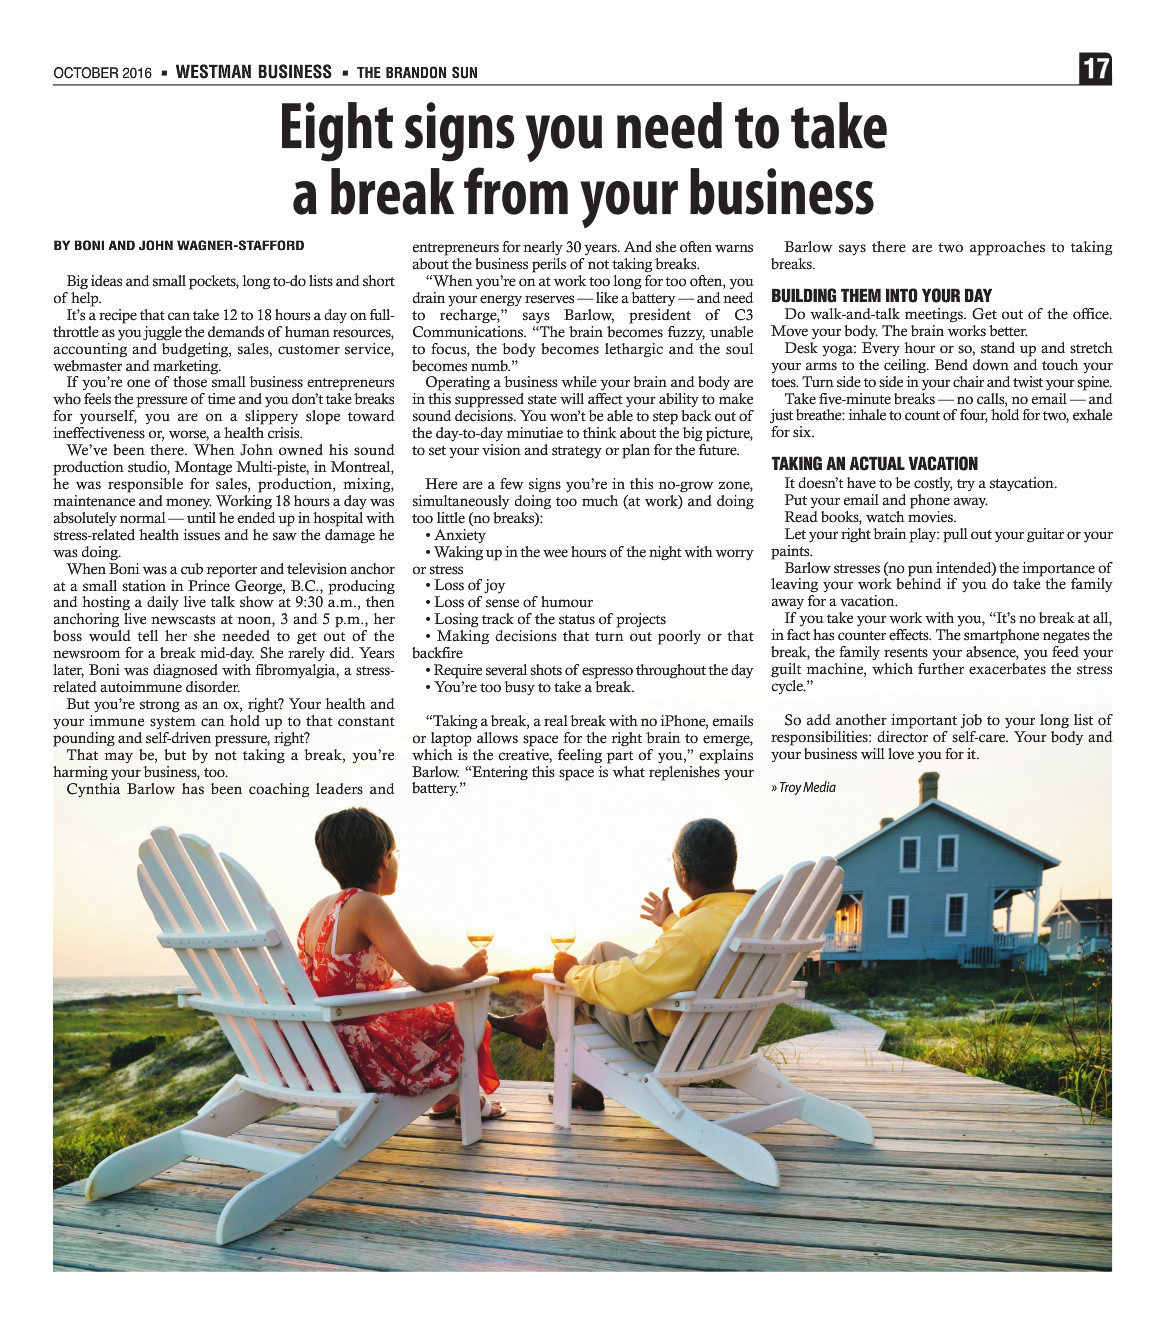 OCTOBER 2016 ▪ WESTMAN BUSINESS ▪ THE BRANDON SUN
17
Eight signs you need to take
a break from your business
BY BONI AND JOHN WAGNER-STAFFORD
Big ideas and small pockets, long to-do lists and short
of help.
It's a recipe that can take 12 to 18 hours a day on full-
throttle as you juggle the demands of human resources,
accounting and budgeting, sales, customer service,
webmaster and marketing.
If you're one of those small business entrepreneurs
who feels the pressure of time and you don't take breaks
for yourself, you are on a slippery slope toward
ineffectiveness or, worse, a health crisis.
We've been there. When John owned his sound
production studio, Montage Multi-piste, in Montreal,
he was responsible for sales, production, mixing,
maintenance and money. Working 18 hours a day was
absolutely normal — until he ended up in hospital with
stress-related health issues and he saw the damage he
was doing.
When Boni was a cub reporter and television anchor
at a small station in Prince George, B.C., producing
and hosting a daily live talk show at 9:30 a.m., then
anchoring live newscasts at noon, 3 and 5 p.m., her
boss would tell her she needed to get out of the
newsroom for a break mid-day. She rarely did. Years
later, Boni was diagnosed with fibromyalgia, a stress-
related autoimmune disorder.
But you're strong as an ox, right? Your health and
your immune system can hold up to that constant
pounding and self-driven pressure, right?
That may be, but by not taking a break, you're
harming your business, too.
Cynthia Barlow has been coaching leaders and
entrepreneurs for nearly 30 years. And she often warns
about the business perils of not taking breaks.
"When you're on at work too long for too often, you
drain your energy reserves — like a battery — and need
to recharge," says Barlow, president of C3
Communications. "The brain becomes fuzzy, unable
to focus, the body becomes lethargic and the soul
becomes numb."
Operating a business while your brain and body are
in this suppressed state will affect your ability to make
sound decisions. You won't be able to step back out of
the day-to-day minutiae to think about the big picture,
to set your vision and strategy or plan for the future.
Here are a few signs you're in this no-grow zone,
simultaneously doing too much (at work) and doing
too little (no breaks):
• Anxiety
• Waking up in the wee hours of the night with worry
or stress
• Loss of joy
• Loss of sense of humour
• Losing track of the status of projects
• Making decisions that turn out poorly or that
backfire
• Require several shots of espresso throughout the day
• You're too busy to take a break.
"Taking a break, a real break with no iPhone, emails
or laptop allows space for the right brain to emerge,
which is the creative, feeling part of you," explains
Barlow. "Entering this space is what replenishes your
battery."
Barlow says there are two approaches to taking
breaks.
BUILDING THEM INTO YOUR DAY
Do walk-and-talk meetings. Get out of the office.
Move your body. The brain works better.
Desk yoga: Every hour or so, stand up and stretch
your arms to the ceiling. Bend down and touch your
toes. Turn side to side in your chair and twist your spine.
Take five-minute breaks — no calls, no email — and
just breathe: inhale to count of four, hold for two, exhale
for six.
TAKING AN ACTUAL VACATION
It doesn't have to be costly, try a staycation.
Put your email and phone away.
Read books, watch movies.
Let your right brain play: pull out your guitar or your
paints.
Barlow stresses (no pun intended) the importance of
leaving your work behind if you do take the family
away for a vacation.
If you take your work with you, "It's no break at all,
in fact has counter effects. The smartphone negates the
break, the family resents your absence, you feed your
guilt machine, which further exacerbates the stress
cycle."
So add another important job to your long list of
responsibilities: director of self-care. Your body and
your business will love you for it.
» Troy Media